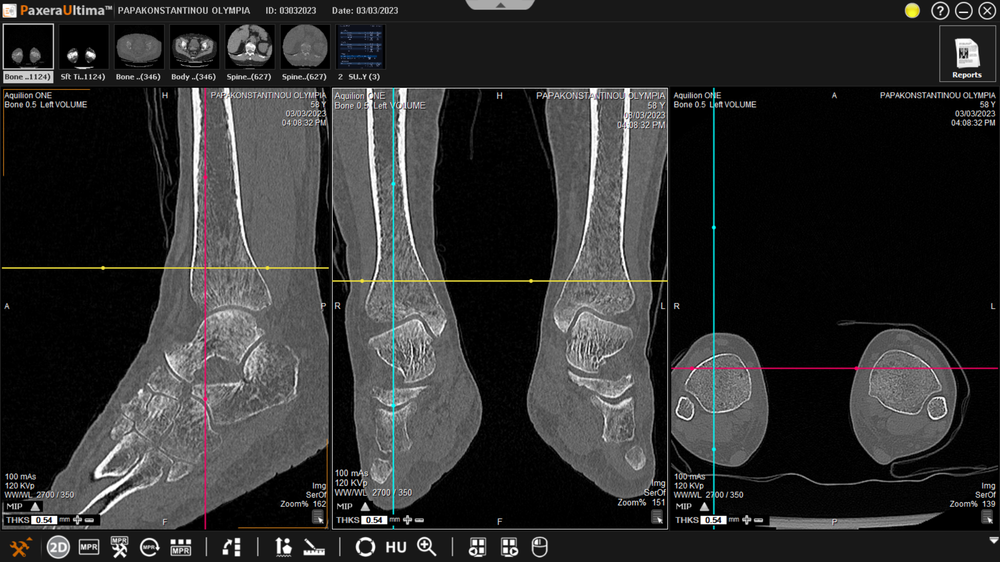 PaxeraUltima™ PAPAKONSTANTINOU OLYMPIA ID: 03032023 Date: 03/03/2023
Bone ..1124) Sft Ti..1124) Bone ..(346) Body ..(346) Spine..(627) Spine..(627) 2 SU..Y (3)
Reports
Aquilion ONE
Bone 0.5 Left VOLUME
H
PAPAKONSTANTINOU OLYMPIA
58 Y
03/03/2023
04:08:32 PM
A
P
100 mAs
120 KVp
WW/WL 2700 / 350
MIP
THKS 0.54 mm
F
Img
SerOf
Zoom% 162
Aquilion ONE
Bone 0.5 Left VOLUME
H
PAPAKONSTANTINOU OLYMPIA
58 Y
03/03/2023
04:08:32 PM
R
L
100 mAs
120 KVp
WW/WL 2700 / 350
MIP
THKS 0.54 mm
F
Img
SerOf
Zoom% 151
Aquilion ONE
Bone 0.5 Left VOLUME
A
PAPAKONSTANTINOU OLYMPIA
58 Y
03/03/2023
04:08:32 PM
R
L
100 mAs
120 KVp
WW/WL 2700 / 350
MIP
THKS 0.54 mm
P
Img
SerOf
Zoom% 139
2D MPR MPR MPR MPR HU